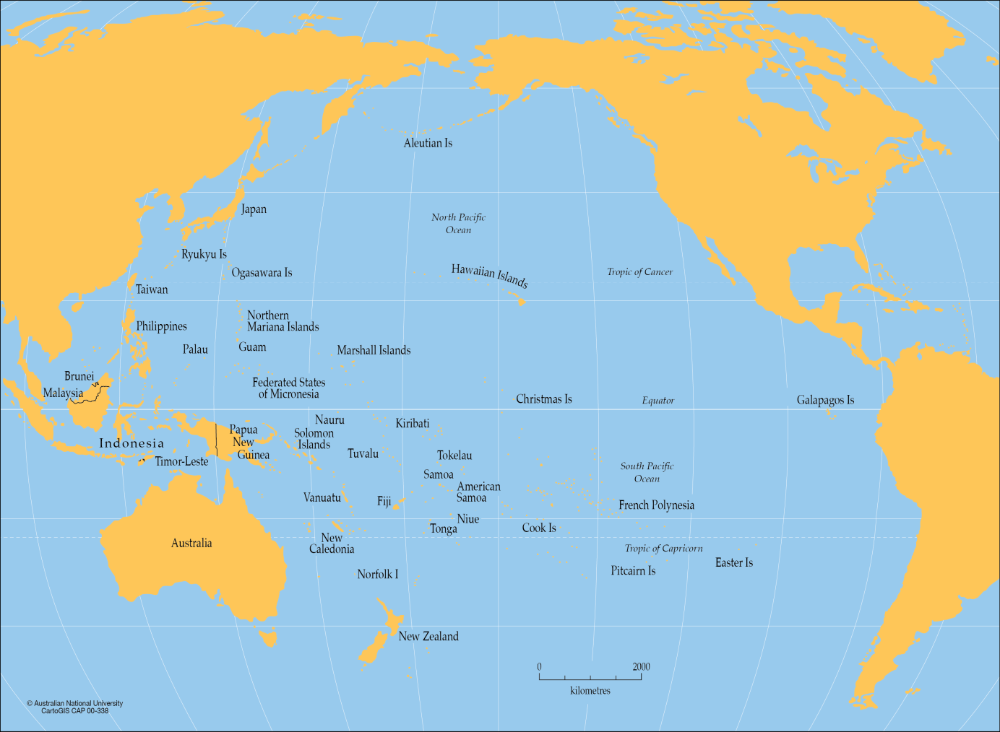 Aleutian Is
Japan
North Pacific
Ocean
Ryukyu Is
Ogasawara Is
Hawaiian Islands
Tropic of Cancer
Taiwan
Northern
Mariana Islands
Philippines
Palau
Guam
Marshall Islands
Brunei
Malaysia
Federated States
of Micronesia
Christmas Is
Equator
Galapagos Is
Nauru
Kiribati
Papua
New
Guinea
Solomon
Islands
Indonesia
Timor-Leste
Tuvalu
Tokelau
Samoa
American
Samoa
South Pacific
Ocean
Vanuatu
Fiji
French Polynesia
Niue
Tonga
Cook Is
Australia
New
Caledonia
Tropic of Capricorn
Easter Is
Pitcairn Is
Norfolk I
New Zealand
0 2000
kilometres
© Australian National University
CartoGIS CAP 00-338